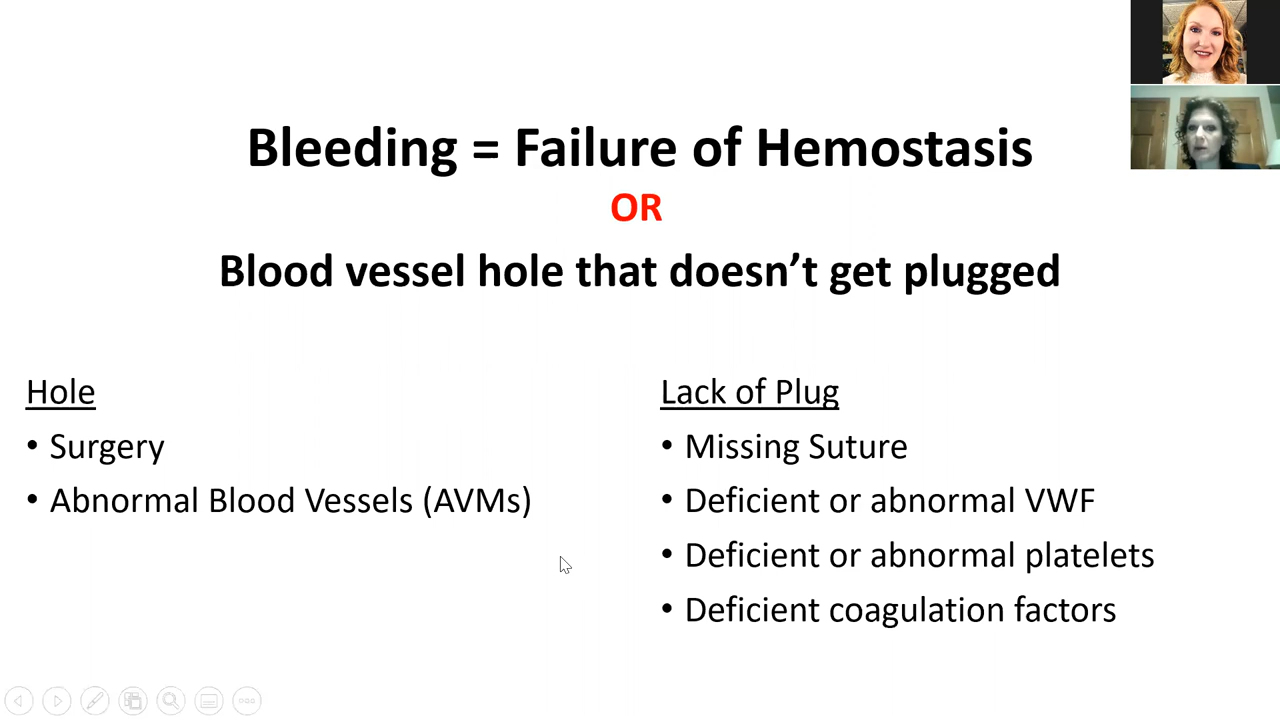 Bleeding = Failure of Hemostasis
OR
Blood vessel hole that doesn’t get plugged
Hole
• Surgery
• Abnormal Blood Vessels (AVMs)
Lack of Plug
• Missing Suture
• Deficient or abnormal VWF
• Deficient or abnormal platelets
• Deficient coagulation factors